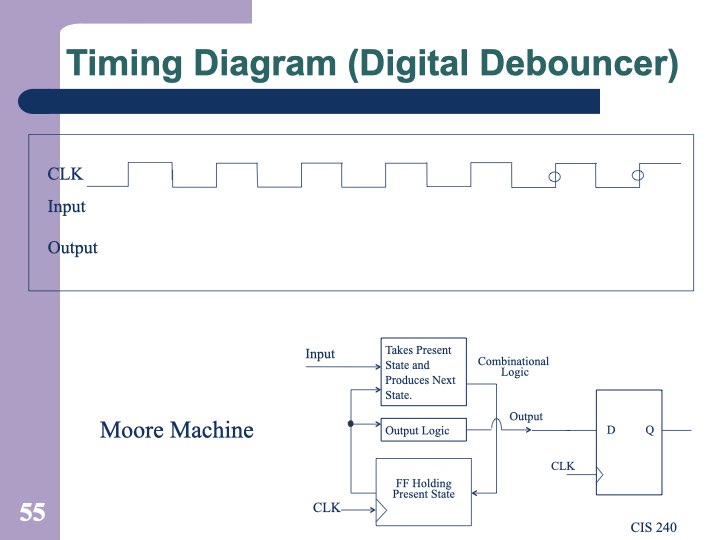 Timing Diagram (Digital Debouncer)
CLK
Input
Output
Input
Takes Present
State and
Produces Next
State.
Combinational
Logic
Output
Output Logic
D
Q
Moore Machine
CLK
FF Holding
Present State
CLK
55
CIS 240